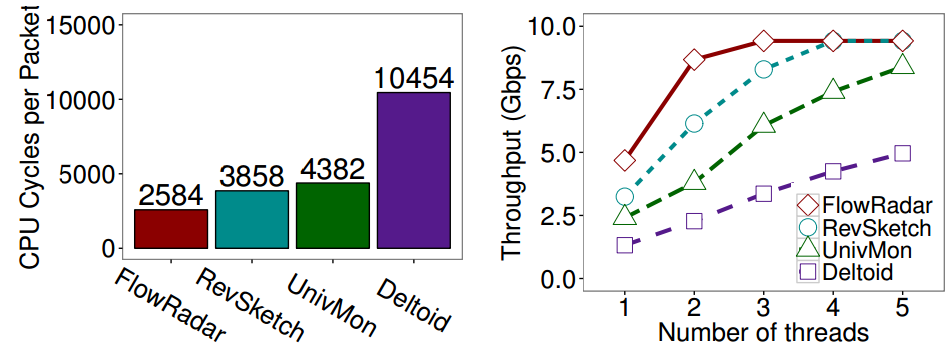 CPU Cycles per Packet
15000
10000
5000
0
2584
3858
4382
10454
FlowRadar
RevSketch
UnivMon
Deltoid
Throughput (Gbps)
10.0
7.5
5.0
2.5
0.0
FlowRadar
RevSketch
UnivMon
Deltoid
1 2 3 4 5
Number of threads